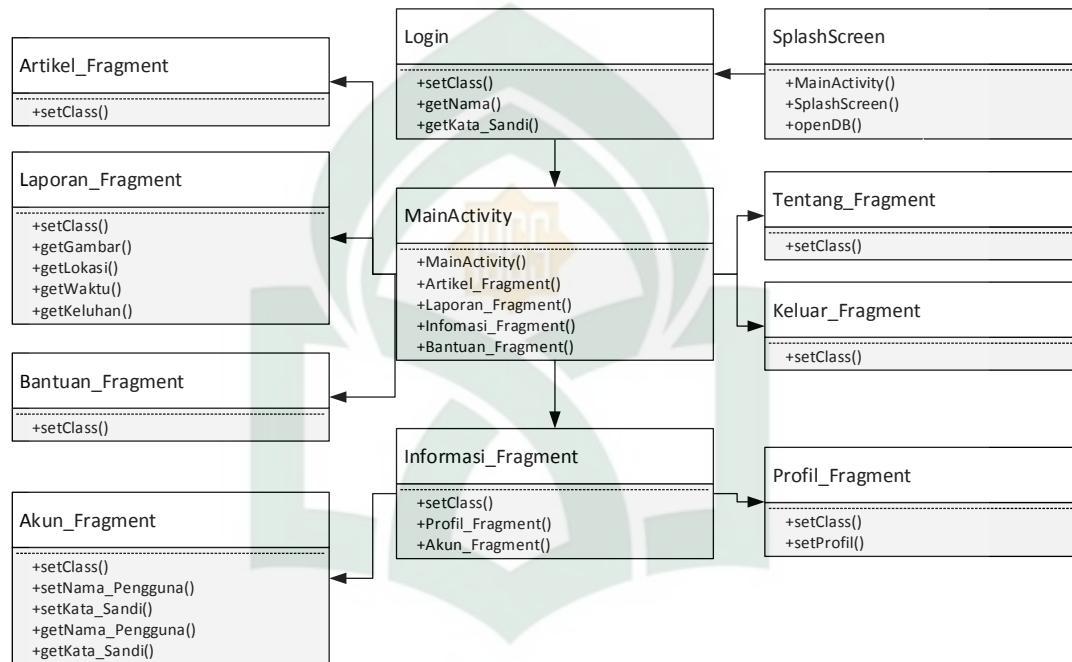 Artikel_Fragment
+setClass()
Laporan_Fragment
+setClass()
+getGambar()
+getLokasi()
+getWaktu()
+getKeluhan()
Bantuan_Fragment
+setClass()
Akun_Fragment
+setClass()
+setNama_Pengguna()
+setKata_Sandi()
+getNama_Pengguna()
+getKata_Sandi()
Login
+setClass()
+getNama()
+getKata_Sandi()
MainActivity
+MainActivity()
+Artikel_Fragment()
+Laporan_Fragment()
+Infomasi_Fragment()
+Bantuan_Fragment()
Informasi_Fragment
+setClass()
+Profil_Fragment()
+Akun_Fragment()
SplashScreen
+MainActivity()
+SplashScreen()
+openDB()
Tentang_Fragment
+setClass()
Keluar_Fragment
+setClass()
Profil_Fragment
+setClass()
+setProfil()